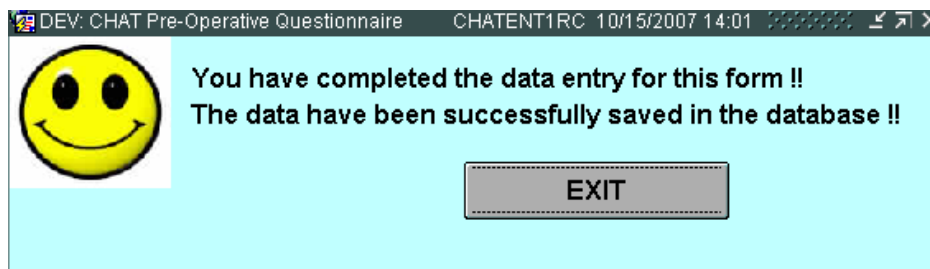 DEV: CHAT Pre-Operative Questionnaire CHATENT1RC 10/15/2007 14:01
You have completed the data entry for this form !!
The data have been successfully saved in the database !!
EXIT